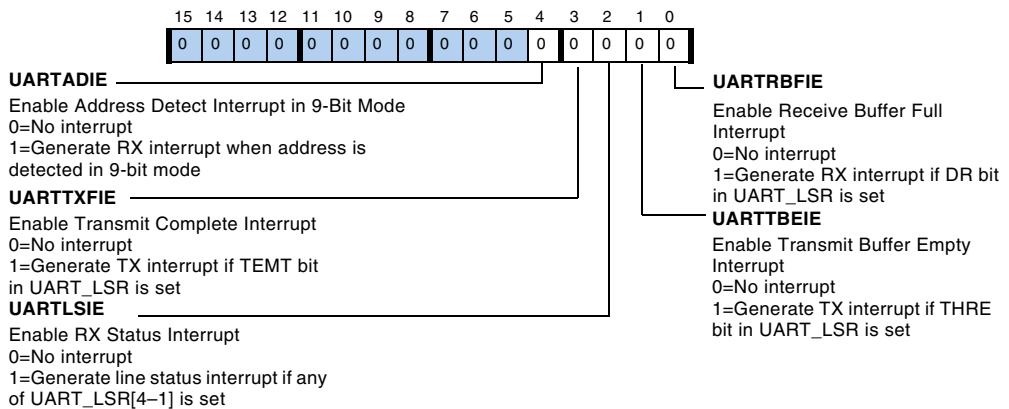 15 14 13 12 11 10 9 8 7 6 5 4 3 2 1 0
0 0 0 0 0 0 0 0 0 0 0 0 0 0 0 0
UARTADIE
Enable Address Detect Interrupt in 9-Bit Mode
0=No interrupt
1=Generate RX interrupt when address is
detected in 9-bit mode
UARTTXFIE
Enable Transmit Complete Interrupt
0=No interrupt
1=Generate TX interrupt if TEMT bit
in UART_LSR is set
UARTLSIE
Enable RX Status Interrupt
0=No interrupt
1=Generate line status interrupt if any
of UART_LSR[4–1] is set
UARTRBFIE
Enable Receive Buffer Full
Interrupt
0=No interrupt
1=Generate RX interrupt if DR bit
in UART_LSR is set
UARTTBEIE
Enable Transmit Buffer Empty
Interrupt
0=No interrupt
1=Generate TX interrupt if THRE
bit in UART_LSR is set